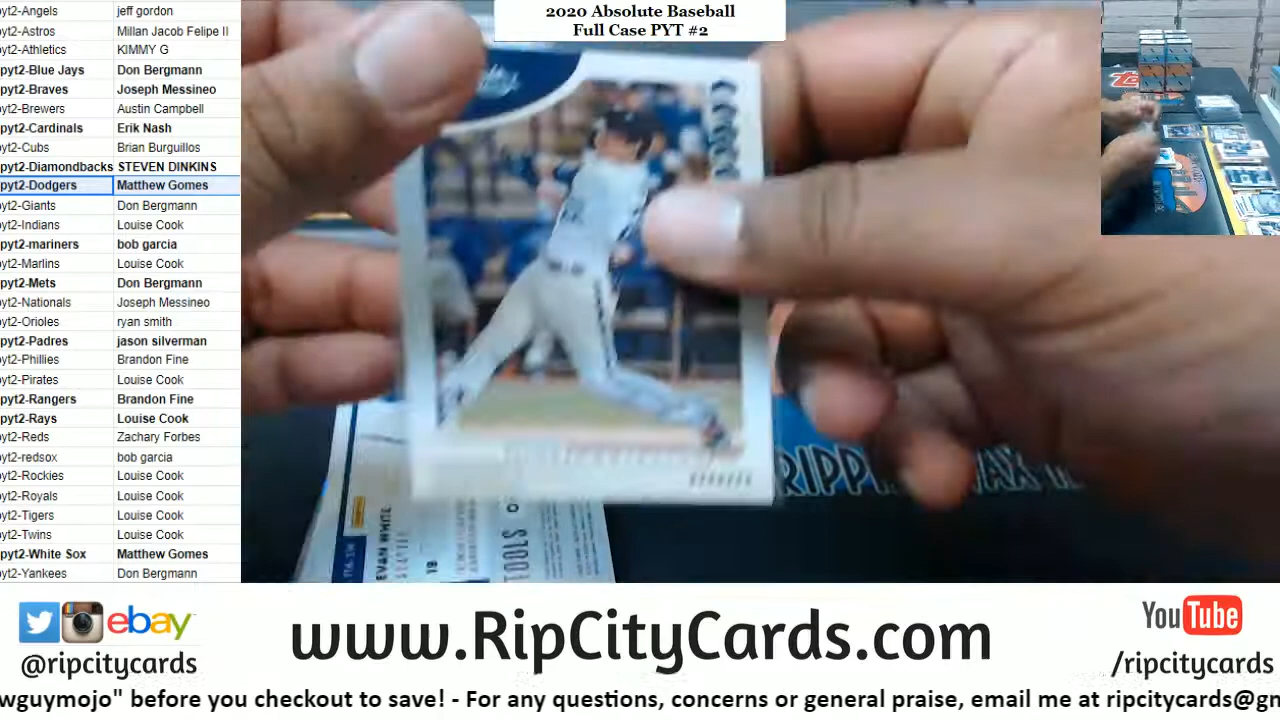 2020 Absolute Baseball
Full Case PYT #2
pyt2-Angels jeff gordon
pyt2-Astros Millan Jacob Felipe II
pyt2-Athletics KIMMY G
pyt2-Blue Jays Don Bergmann
pyt2-Braves Joseph Messineo
pyt2-Brewers Austin Campbell
pyt2-Cardinals Erik Nash
pyt2-Cubs Brian Burguillos
pyt2-Diamondbacks STEVEN DINKINS
pyt2-Dodgers Matthew Gomes
pyt2-Giants Don Bergmann
pyt2-Indians Louise Cook
pyt2-mariners bob garcia
pyt2-Marlins Louise Cook
pyt2-Mets Don Bergmann
pyt2-Nationals Joseph Messineo
pyt2-Orioles ryan smith
pyt2-Padres jason silverman
pyt2-Phillies Brandon Fine
pyt2-Pirates Louise Cook
pyt2-Rangers Brandon Fine
pyt2-Rays Louise Cook
pyt2-Reds Zachary Forbes
pyt2-redsox bob garcia
pyt2-Rockies Louise Cook
pyt2-Royals Louise Cook
pyt2-Tigers Louise Cook
pyt2-Twins Louise Cook
pyt2-White Sox Matthew Gomes
pyt2-Yankees Don Bergmann
EVAN WHITE
TOOLS
ebay
@ripcitycards
www.RipCityCards.com
YouTube
/ripcitycards
wguymojo" before you checkout to save! - For any questions, concerns or general praise, email me at ripcitycards@g